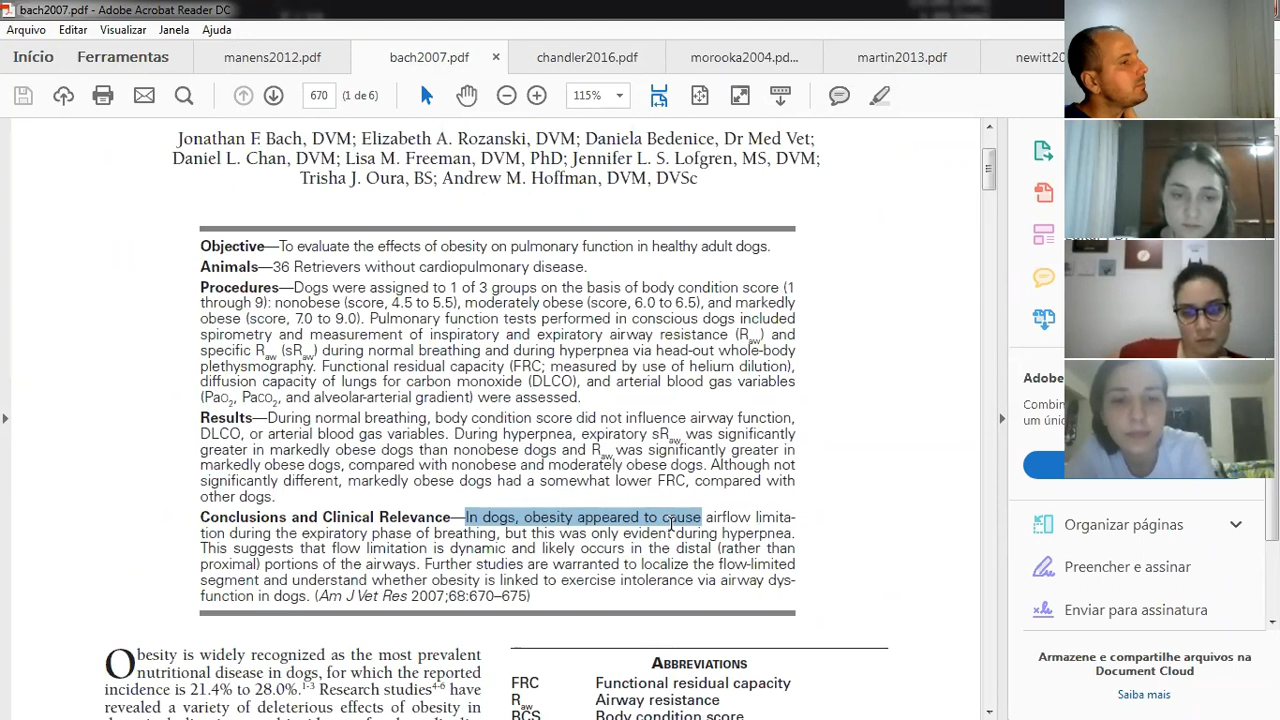 bach2007.pdf - Adobe Acrobat Reader DC
Arquivo Editar Visualizar Janela Ajuda
Início Ferramentas manens2012.pdf bach2007.pdf × chandler2016.pdf morooka2004.pd... martin2013.pdf newitt20
670 (1 de 6) 115%
Jonathan F. Bach, DVM; Elizabeth A. Rozanski, DVM; Daniela Bedenice, Dr Med Vet;
Daniel L. Chan, DVM; Lisa M. Freeman, DVM, PhD; Jennifer L. S. Lofgren, MS, DVM;
Trisha J. Oura, BS; Andrew M. Hoffman, DVM, DVSc
Objective—To evaluate the effects of obesity on pulmonary function in healthy adult dogs.
Animals—36 Retrievers without cardiopulmonary disease.
Procedures—Dogs were assigned to 1 of 3 groups on the basis of body condition score (1
through 9): nonobese (score, 4.5 to 5.5), moderately obese (score, 6.0 to 6.5), and markedly
obese (score, 7.0 to 9.0). Pulmonary function tests performed in conscious dogs included
spirometry and measurement of inspiratory and expiratory airway resistance (Raw) and
specific Raw (sRaw) during normal breathing and during hyperpnea via head-out whole-body
plethysmography. Functional residual capacity (FRC; measured by use of helium dilution),
diffusion capacity of lungs for carbon monoxide (DLCO), and arterial blood gas variables
(PaO2, PaCO2, and alveolar-arterial gradient) were assessed.
Results—During normal breathing, body condition score did not influence airway function,
DLCO, or arterial blood gas variables. During hyperpnea, expiratory sRaw was significantly
greater in markedly obese dogs than nonobese dogs and Raw was significantly greater in
markedly obese dogs, compared with nonobese and moderately obese dogs. Although not
significantly different, markedly obese dogs had a somewhat lower FRC, compared with
other dogs.
Conclusions and Clinical Relevance—In dogs, obesity appeared to cause airflow limita-
tion during the expiratory phase of breathing, but this was only evident during hyperpnea.
This suggests that flow limitation is dynamic and likely occurs in the distal (rather than
proximal) portions of the airways. Further studies are warranted to localize the flow-limited
segment and understand whether obesity is linked to exercise intolerance via airway dys-
function in dogs. (Am J Vet Res 2007;68:670–675)
Obesity is widely recognized as the most prevalent
nutritional disease in dogs, for which the reported
incidence is 21.4% to 28.0%.1-3 Research studies4-6 have
revealed a variety of deleterious effects of obesity in
ABBREVIATIONS
FRC Functional residual capacity
Raw Airway resistance
BCS Body condition score
Adobe
Combin
um únic
Organizar páginas
Preencher e assinar
Enviar para assinatura
Armazene e compartilhe arquivos na
Document Cloud
Saiba mais